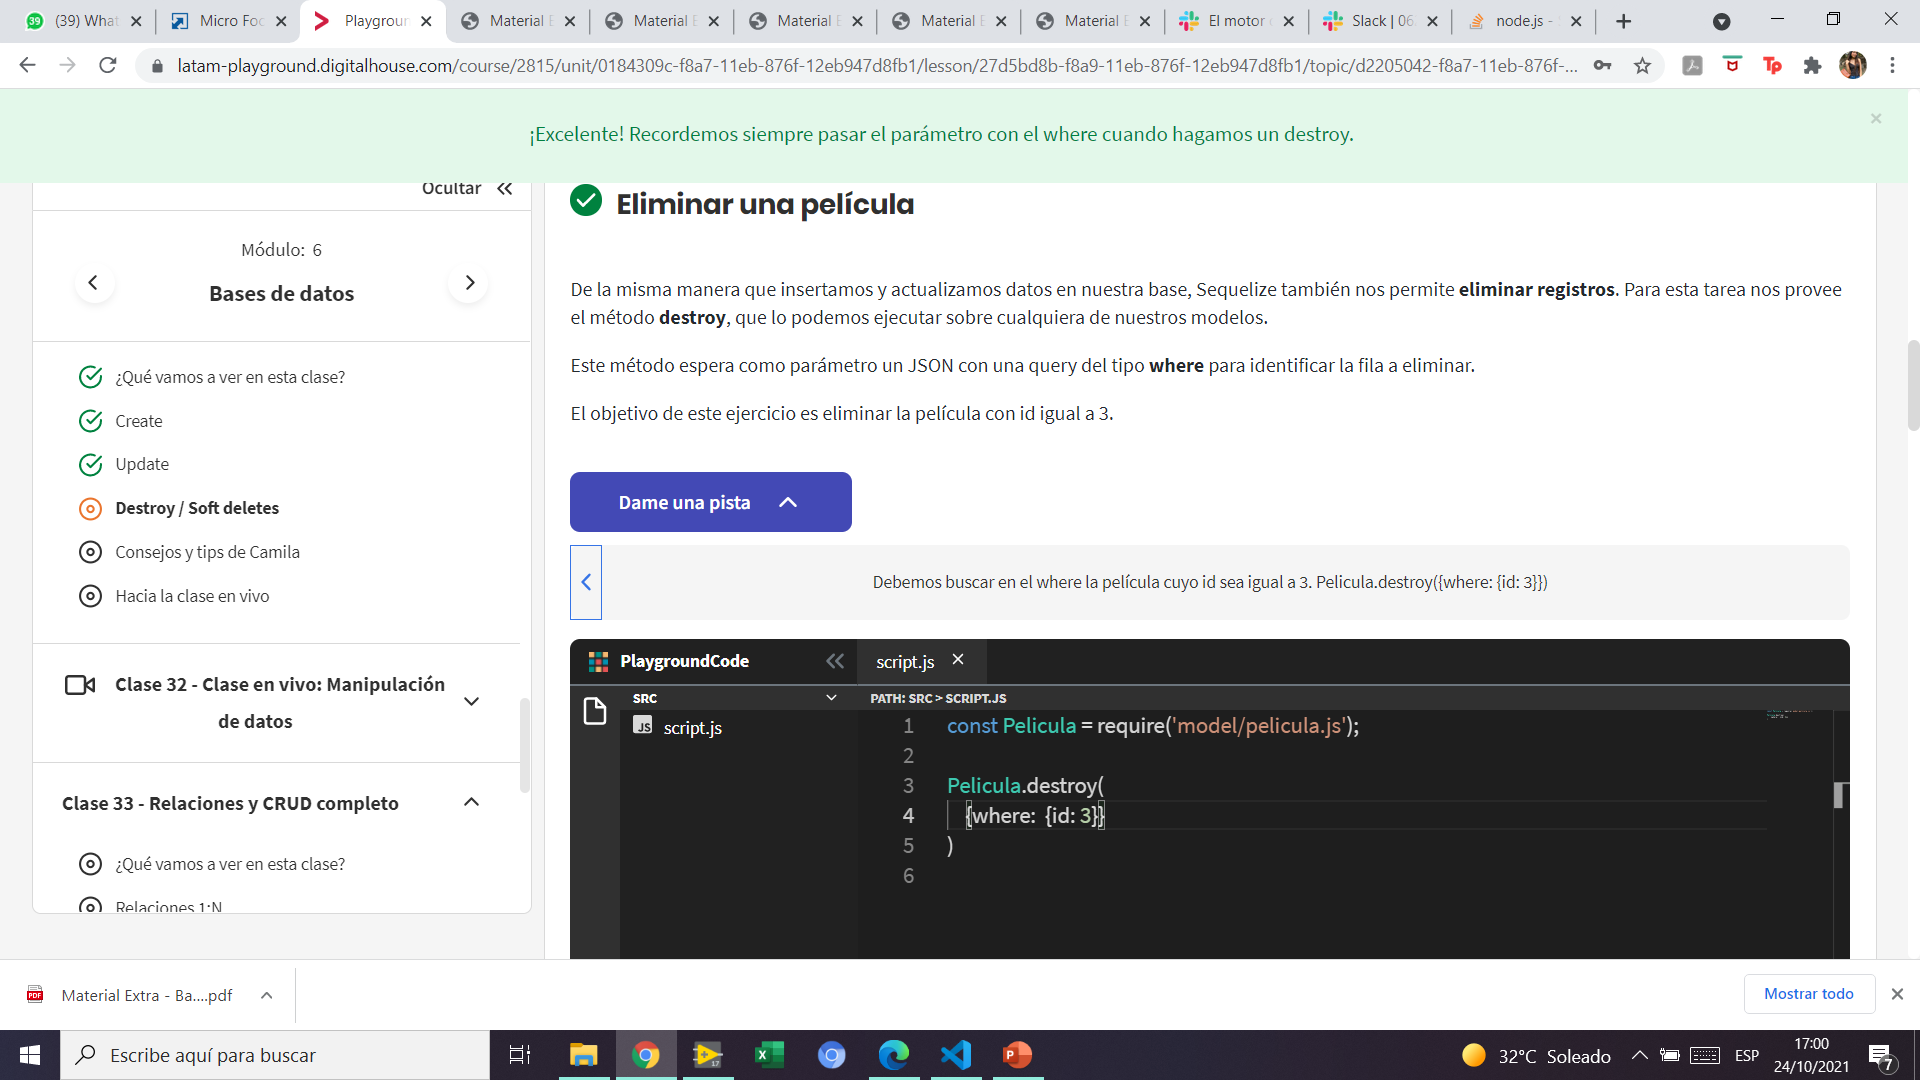 (39) What
Micro Foc
Playgroun
Material E
Material E
Material E
Material E
Material E
El motor
Slack | 06
node.js -
latam-playground.digitalhouse.com/course/2815/unit/0184309c-f8a7-11eb-876f-12eb947d8fb1/lesson/27d5bd8b-f8a9-11eb-876f-12eb947d8fb1/topic/d2205042-f8a7-11eb-876f-...
¡Excelente! Recordemos siempre pasar el parámetro con el where cuando hagamos un destroy.
Ocultar
Módulo: 6
Bases de datos
¿Qué vamos a ver en esta clase?
Create
Update
Destroy / Soft deletes
Consejos y tips de Camila
Hacia la clase en vivo
Clase 32 - Clase en vivo: Manipulación
de datos
Clase 33 - Relaciones y CRUD completo
¿Qué vamos a ver en esta clase?
Relaciones 1:N
Eliminar una película
De la misma manera que insertamos y actualizamos datos en nuestra base, Sequelize también nos permite eliminar registros. Para esta tarea nos provee
el método destroy, que lo podemos ejecutar sobre cualquiera de nuestros modelos.
Este método espera como parámetro un JSON con una query del tipo where para identificar la fila a eliminar.
El objetivo de este ejercicio es eliminar la película con id igual a 3.
Dame una pista
Debemos buscar en el where la película cuyo id sea igual a 3. Pelicula.destroy({where: {id: 3}})
PlaygroundCode
script.js
SRC
PATH: SRC > SCRIPT.JS
script.js
1 const Pelicula = require('model/pelicula.js');
2
3 Pelicula.destroy(
4 {where: {id: 3}}
5 )
6
Material Extra - Ba....pdf
Mostrar todo
Escribe aquí para buscar
32°C Soleado
ESP
17:00
24/10/2021
7